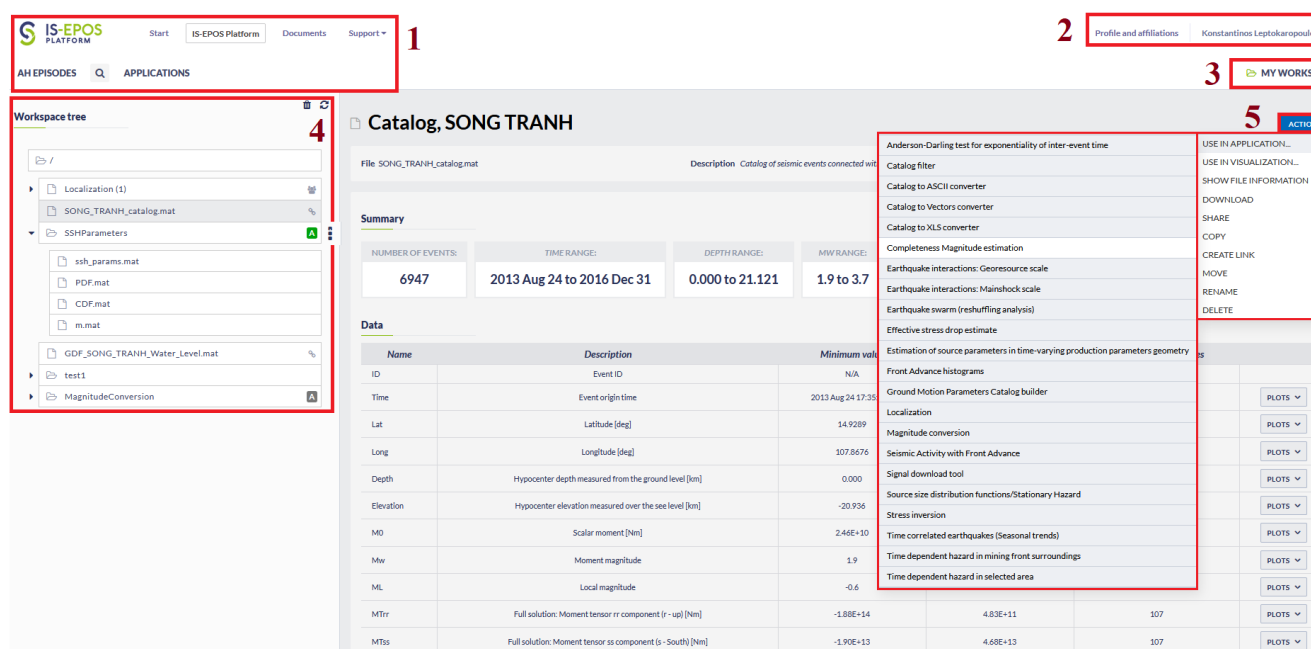 IS-EPOS
PLATFORM
Start
IS-EPOS Platform
Documents
Support
1
2
Profile and affiliations
Konstantinos Leptokaropoul
AH EPISODES
APPLICATIONS
3
MY WORKS
Workspace tree
4
/
Localization (1)
SONG_TRANH_catalog.mat
SSHParameters
A
ssh_params.mat
PDF.mat
CDF.mat
m.mat
GDF_SONG_TRANH_Water_Level.mat
test1
MagnitudeConversion
A
Catalog, SONG TRANH
5
ACTIO
File SONG_TRANH_catalog.mat
Description Catalog of seismic events connected wit
Summary
NUMBER OF EVENTS:
6947
TIME RANGE:
2013 Aug 24 to 2016 Dec 31
DEPTH RANGE:
0.000 to 21.121
MW RANGE:
1.9 to 3.7
Anderson-Darling test for exponentiality of inter-event time
Catalog filter
Catalog to ASCII converter
Catalog to Vectors converter
Catalog to XLS converter
Completeness Magnitude estimation
Earthquake interactions: Georesource scale
Earthquake interactions: Mainshock scale
Earthquake swarm (reshuffling analysis)
Effective stress drop estimate
Estimation of source parameters in time-varying production parameters geometry
Front Advance histograms
Ground Motion Parameters Catalog builder
Localization
Magnitude conversion
Seismic Activity with Front Advance
Signal download tool
Source size distribution functions/Stationary Hazard
Stress inversion
Time correlated earthquakes (Seasonal trends)
Time dependent hazard in mining front surroundings
Time dependent hazard in selected area
USE IN APPLICATION...
USE IN VISUALIZATION...
SHOW FILE INFORMATION
DOWNLOAD
SHARE
COPY
CREATE LINK
MOVE
RENAME
DELETE
Data
Name Description Minimum valu es
ID Event ID N/A
Time Event origin time 2013 Aug 24 17:35: PLOTS
Lat Latitude [deg] 14.9289 PLOTS
Long Longitude [deg] 107.8676 PLOTS
Depth Hypocenter depth measured from the ground level [km] 0.000 PLOTS
Elevation Hypocenter elevation measured over the see level [km] -20.936 PLOTS
M0 Scalar moment [Nm] 2.46E+10 PLOTS
Mw Moment magnitude 1.9 PLOTS
ML Local magnitude -0.6 PLOTS
MTrr Full solution: Moment tensor rr component (r - up) [Nm] -1.88E+14 4.83E+11 107 PLOTS
MTss Full solution: Moment tensor ss component (s - South) [Nm] -1.90E+13 4.68E+13 107 PLOTS